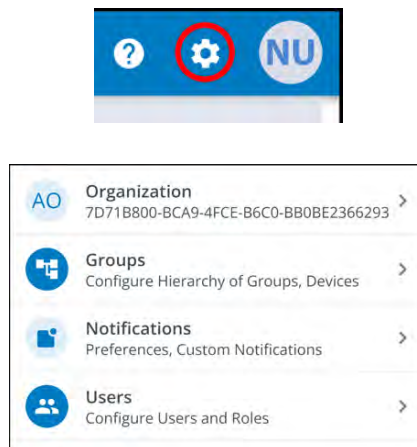 ?
NU
AO
Organization
7D71B800-BCA9-4FCE-B6C0-BB0BE2366293
Groups
Configure Hierarchy of Groups, Devices
Notifications
Preferences, Custom Notifications
Users
Configure Users and Roles